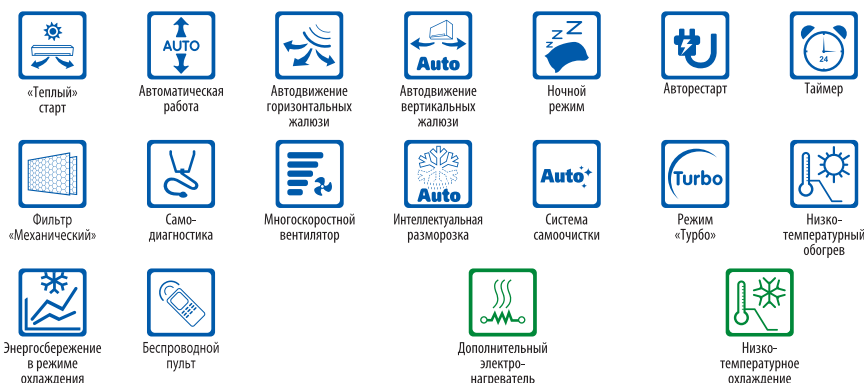 AUTO
Auto
z z Z
24
«Теплый»
старт
Автоматическая
работа
Автодвижение
горизонтальных
жалюзи
Автодвижение
вертикальных
жалюзи
Ночной
режим
Авторестарт
Таймер
Auto
Auto
Turbo
Фильтр
«Механический»
Само-
диагностика
Многоскоростной
вентилятор
Интеллектуальная
разморозка
Система
самоочистки
Режим
«Турбо»
Низко-
температурный
обогрев
Энергосбережение
в режиме
охлаждения
Беспроводной
пульт
Дополнительный
электро-
нагреватель
Низко-
температурное
охлаждение